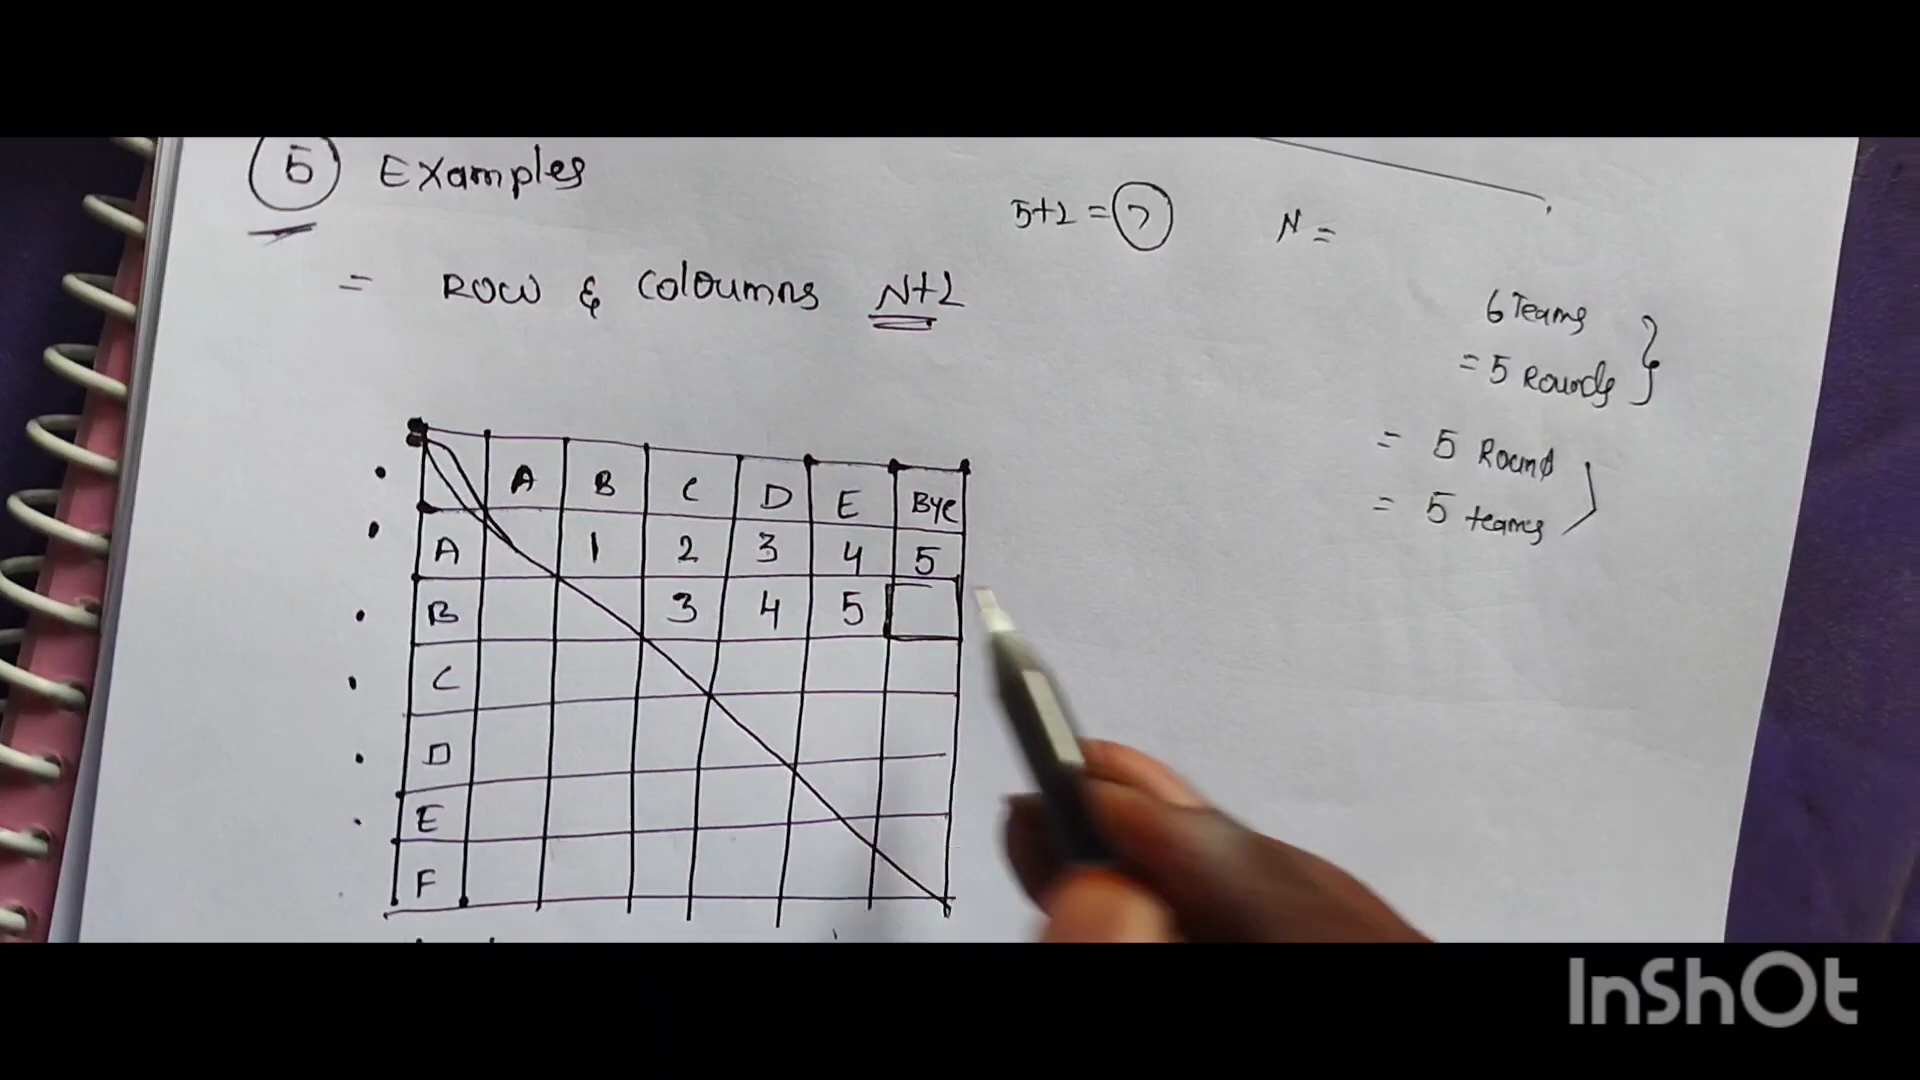 5 Examples
5+2 = 7 N =
= Row & Coloumns N+2
6 Teams
= 5 Rounds
= 5 Round
= 5 teams
A B C D E Bye
A 1 2 3 4 5
B 3 4 5
C
D
E
F
InShOt